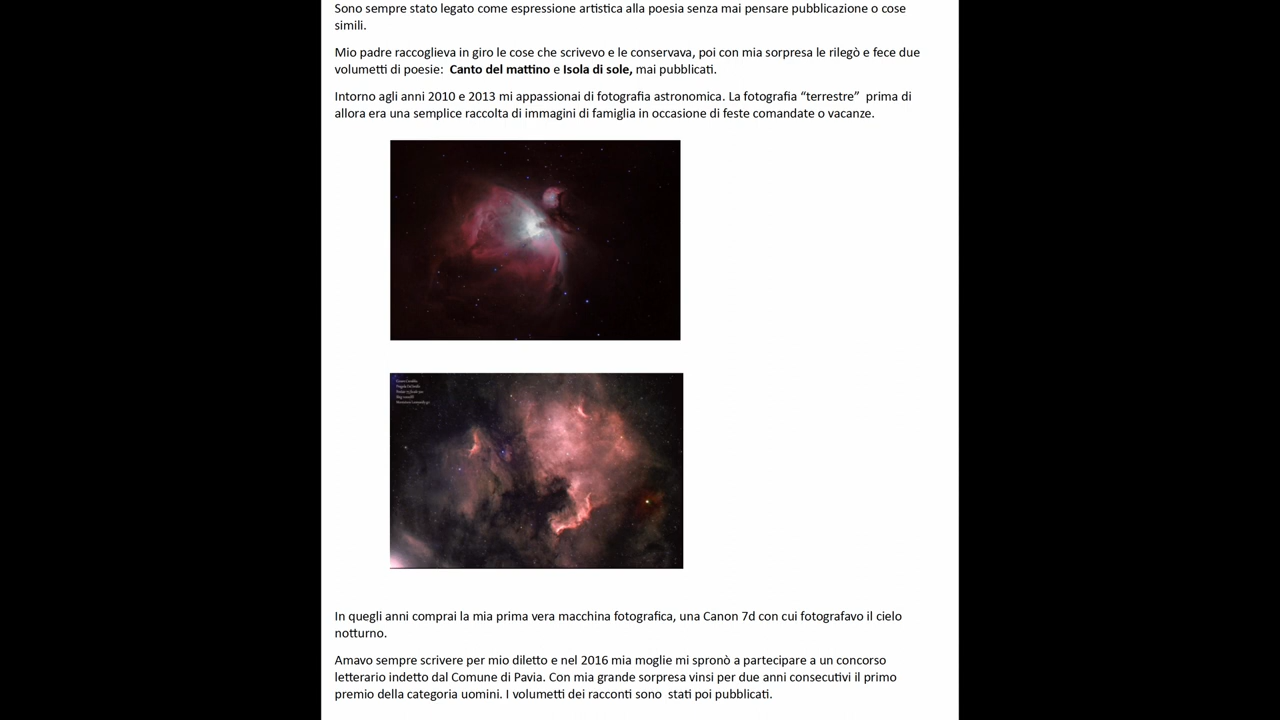 Sono sempre stato legato come espressione artistica alla poesia senza mai pensare pubblicazione o cose
simili.
Mio padre raccoglieva in giro le cose che scrivevo e le conservava, poi con mia sorpresa le rilegò e fece due
volumetti di poesie:  Canto del mattino e Isola di sole, mai pubblicati.
Intorno agli anni 2010 e 2013 mi appassionai di fotografia astronomica. La fotografia “terrestre”  prima di
allora era una semplice raccolta di immagini di famiglia in occasione di feste comandate o vacanze.
In quegli anni comprai la mia prima vera macchina fotografica, una Canon 7d con cui fotografavo il cielo
notturno.
Amavo sempre scrivere per mio diletto e nel 2016 mia moglie mi spronò a partecipare a un concorso
letterario indetto dal Comune di Pavia. Con mia grande sorpresa vinsi per due anni consecutivi il primo
premio della categoria uomini. I volumetti dei racconti sono  stati poi pubblicati.